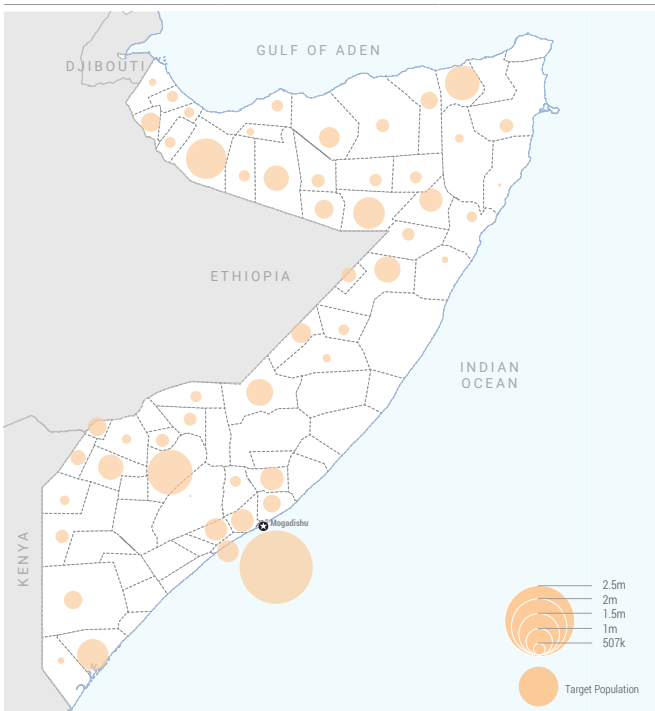 GULF OF ADEN
DJIBOUTI
ETHIOPIA
INDIAN
OCEAN
Mogadishu
KENYA
2.5m
2m
1.5m
1m
507k
Target Population